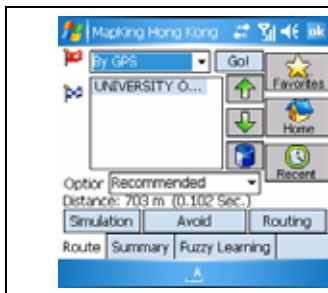 MapKing Hong Kong ok
By GPS Go!
UNIVERSITY O...
Favorites
Home
Recent
Option Recommended
Distance: 703 m (0.102 Sec.)
Simulation Avoid Routing
Route Summary Fuzzy Learning
A